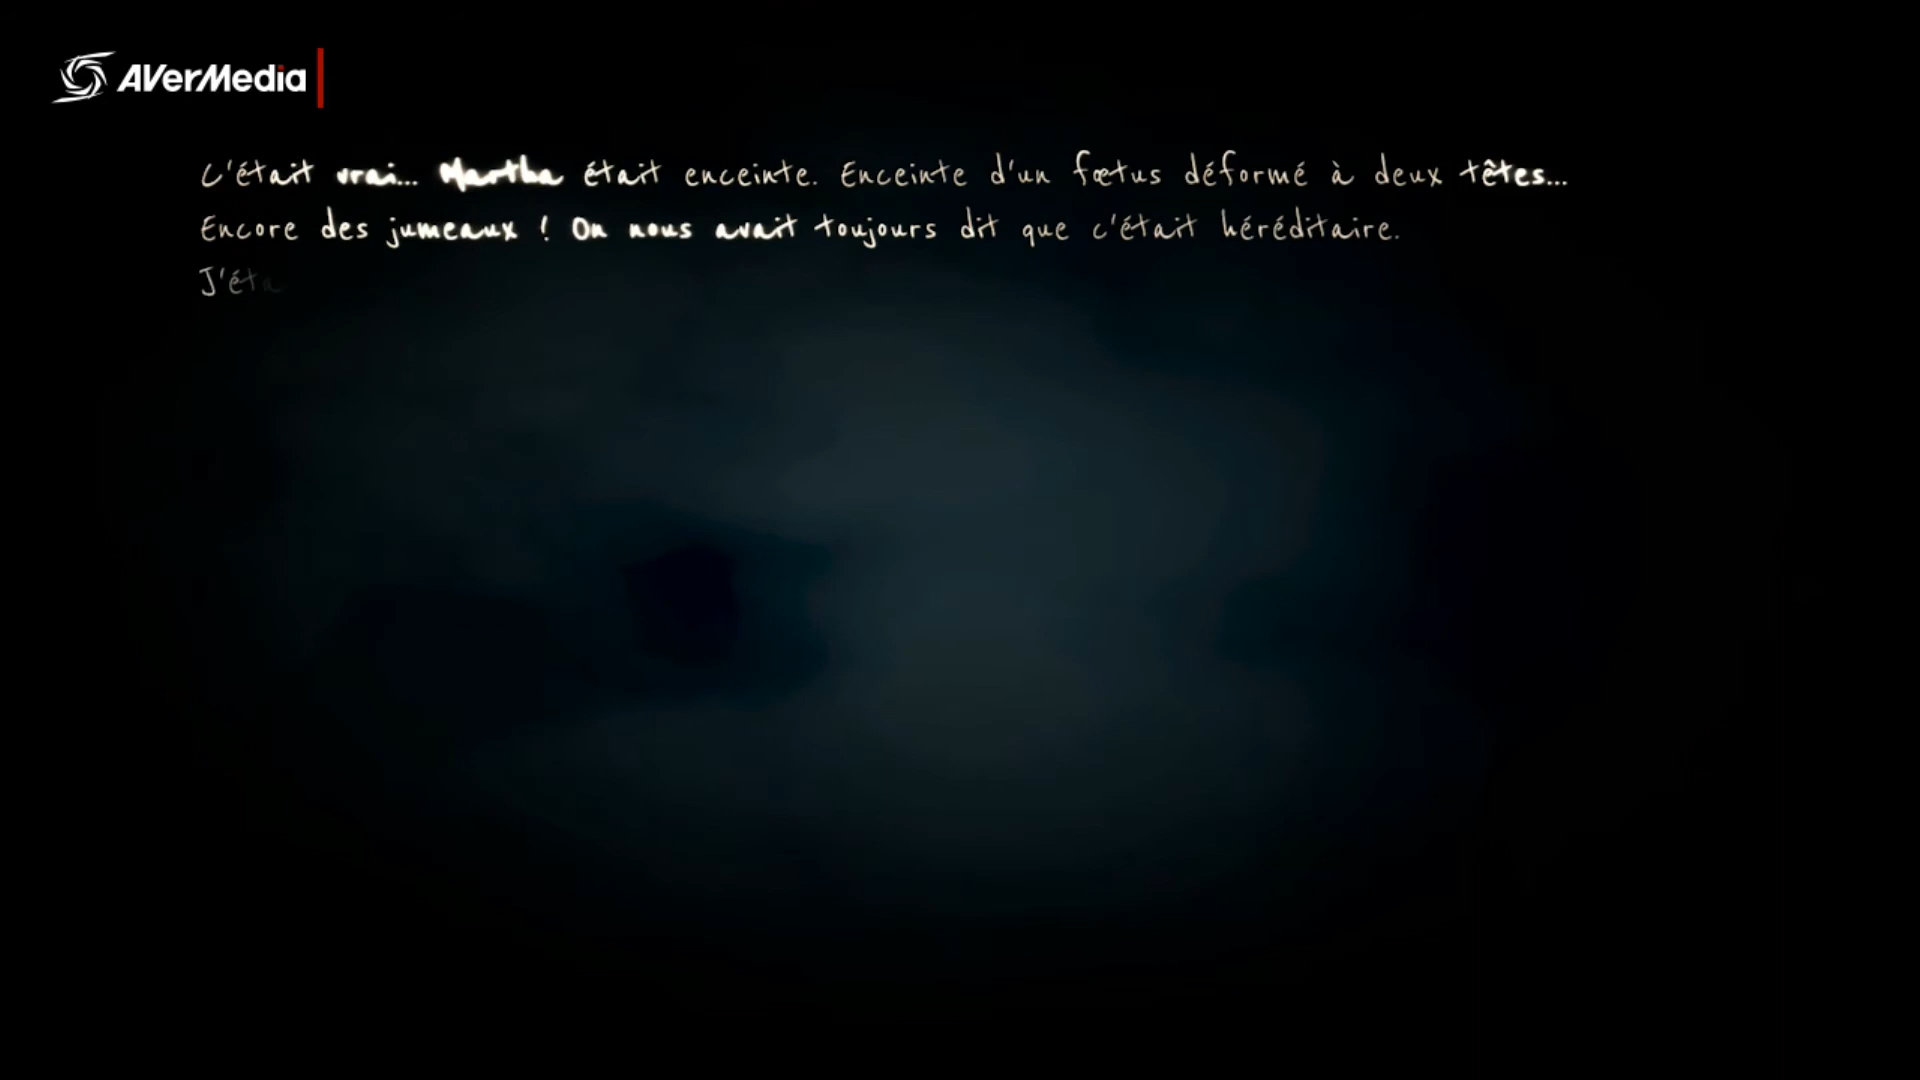 AVerMedia
C'était vrai... Martha était enceinte. Enceinte d'un fœtus déformé à deux têtes...
Encore des jumeaux ! On nous avait toujours dit que c'était héréditaire.
J'éta